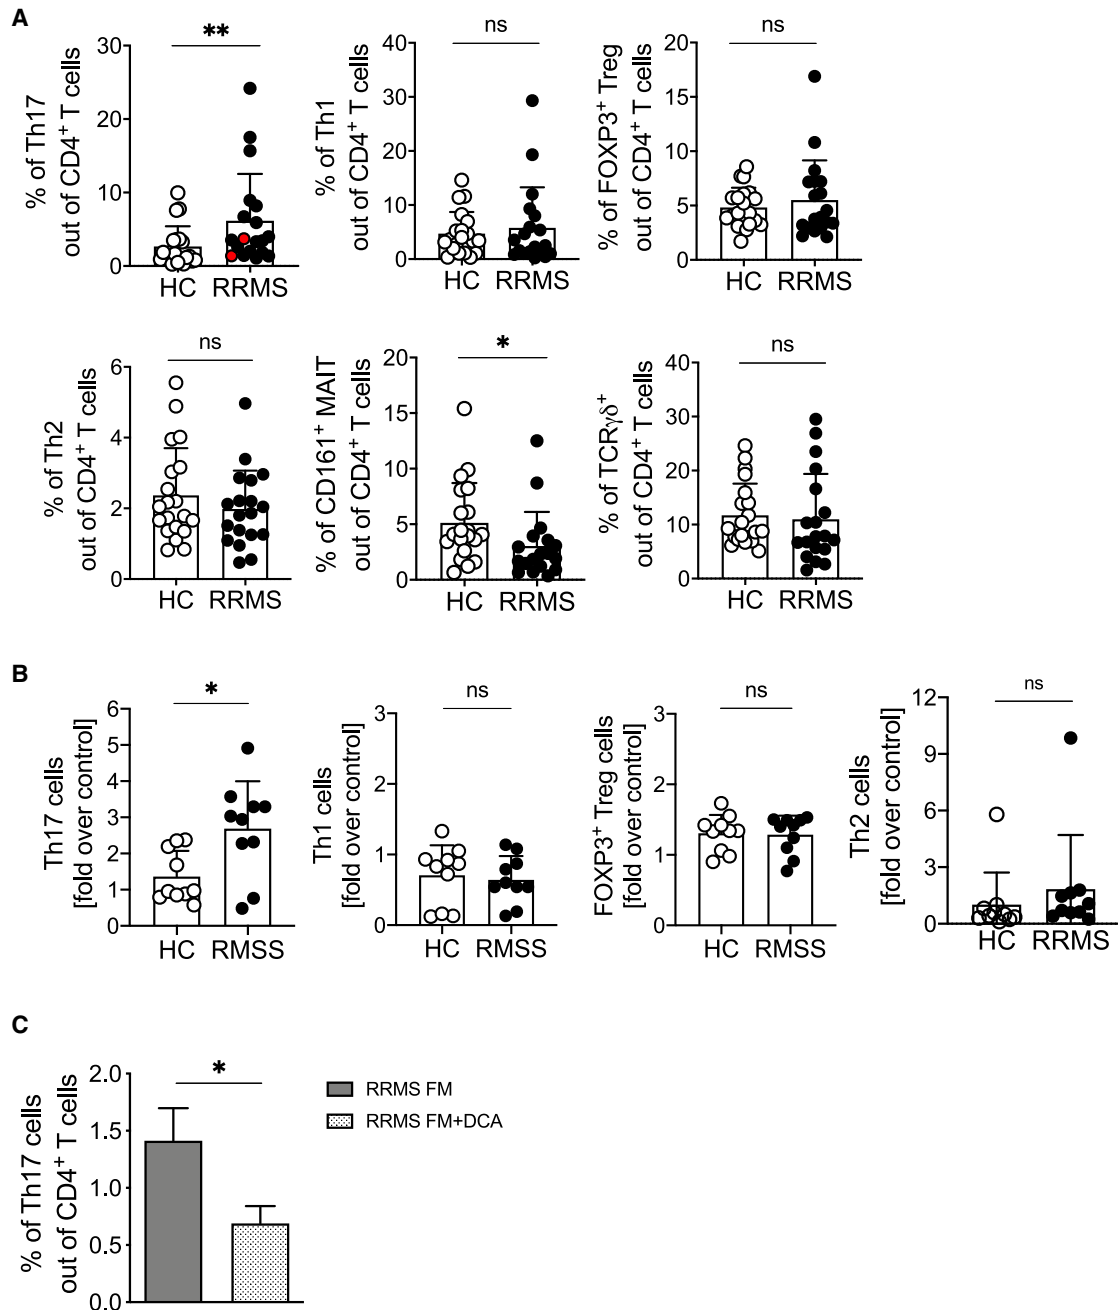 A
% of Th17
out of CD4+ T cells
30
20
10
0
**
HC RRMS
% of Th1
out of CD4+ T cells
40
30
20
10
0
ns
HC RRMS
% of FOXP3+ Treg
out of CD4+ T cells
20
15
10
5
0
ns
HC RRMS
% of Th2
out of CD4+ T cells
6
4
2
0
ns
HC RRMS
% of CD161+ MAIT
out of CD4+ T cells
20
15
10
5
0
*
HC RRMS
% of TCRγδ+
out of CD4+ T cells
40
30
20
10
0
ns
HC RRMS
B
Th17 cells
[fold over control]
6
5
4
3
2
1
0
*
HC RMSS
Th1 cells
[fold over control]
3
2
1
0
ns
HC RMSS
FOXP3+ Treg cells
[fold over control]
3
2
1
0
ns
HC RMSS
Th2 cells
[fold over control]
12
9
6
3
0
ns
HC RRMS
C
% of Th17 cells
out of CD4+ T cells
2.0
1.5
1.0
0.5
0.0
*
RRMS FM
RRMS FM+DCA